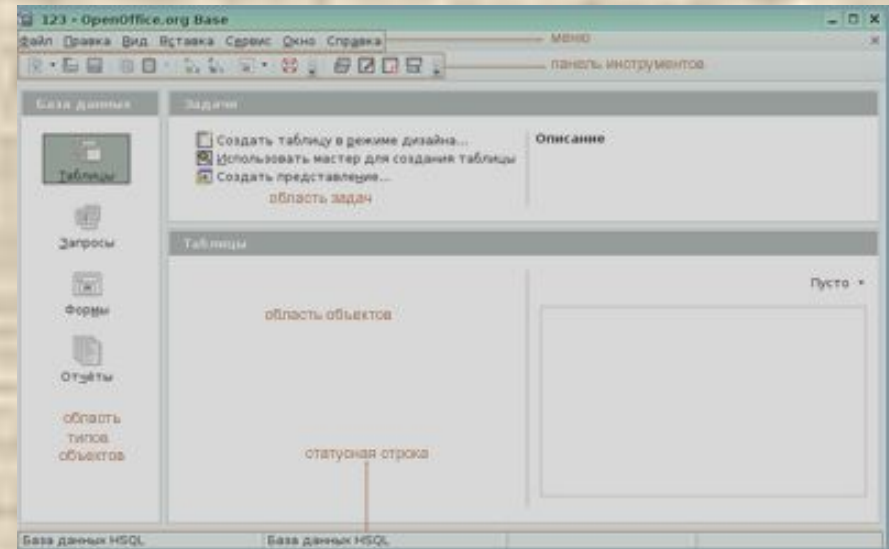 123 - OpenOffice.org Base
Файл Правка Вид Вставка Сервис Окно Справка
меню
панель инструментов
База данных
Задачи
Таблицы
Запросы
Формы
Отчёты
область
типов
объектов
Создать таблицу в режиме дизайна...
Использовать мастер для создания таблицы
Создать представление...
область задач
Описание
Таблицы
Пусто
область объектов
статусная строка
База данных HSQL
База данных HSQL